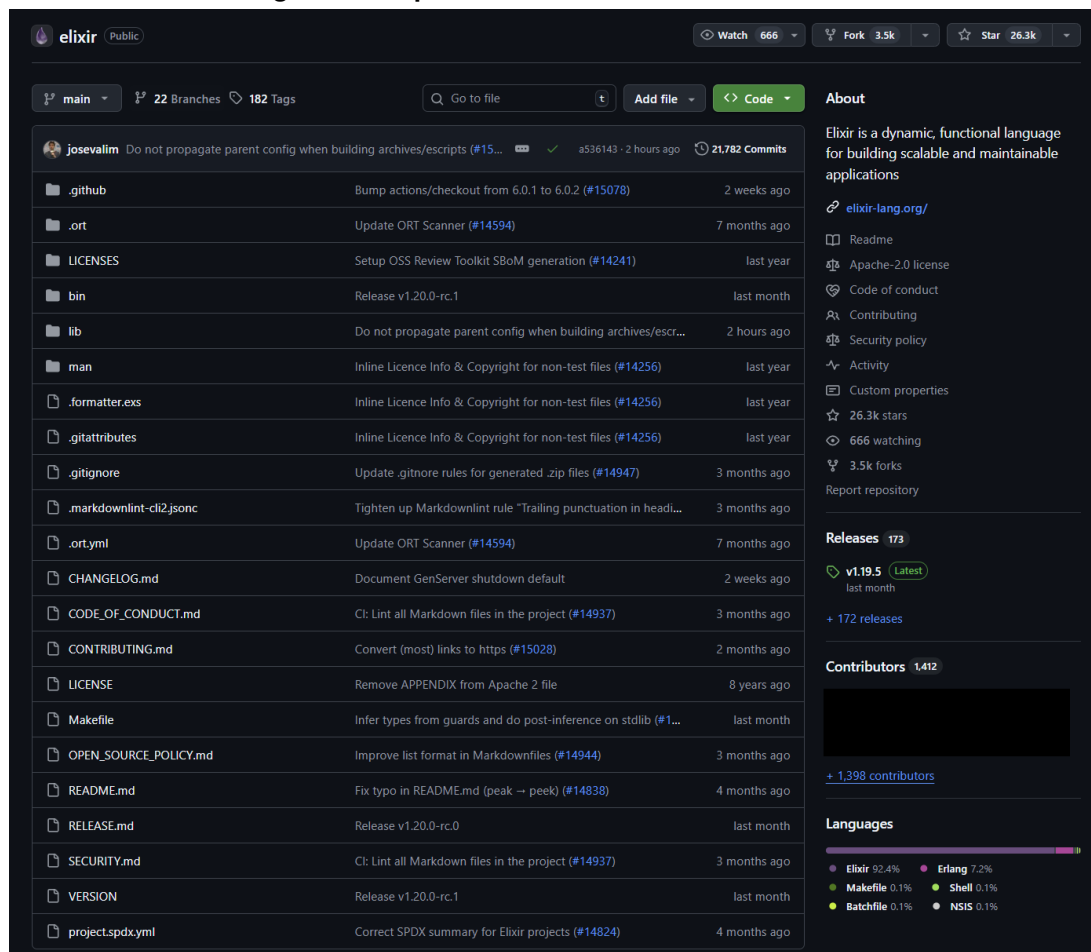 elixir Public
Watch 666
Fork 3.5k
Star 26.3k
main
22 Branches
182 Tags
Go to file
t
Add file
Code
josevalim Do not propagate parent config when building archives/escripts (#15... a536143 · 2 hours ago 21,782 Commits
.github Bump actions/checkout from 6.0.1 to 6.0.2 (#15078) 2 weeks ago
.ort Update ORT Scanner (#14594) 7 months ago
LICENSES Setup OSS Review Toolkit SBoM generation (#14241) last year
bin Release v1.20.0-rc.1 last month
lib Do not propagate parent config when building archives/escr... 2 hours ago
man Inline Licence Info & Copyright for non-test files (#14256) last year
.formatter.exs Inline Licence Info & Copyright for non-test files (#14256) last year
.gitattributes Inline Licence Info & Copyright for non-test files (#14256) last year
.gitignore Update .gitnore rules for generated .zip files (#14947) 3 months ago
.markdownlint-cli2.jsonc Tighten up Markdownlint rule "Trailing punctuation in headi... 3 months ago
.ort.yml Update ORT Scanner (#14594) 7 months ago
CHANGELOG.md Document GenServer shutdown default 2 weeks ago
CODE_OF_CONDUCT.md CI: Lint all Markdown files in the project (#14937) 3 months ago
CONTRIBUTING.md Convert (most) links to https (#15028) 2 months ago
LICENSE Remove APPENDIX from Apache 2 file 8 years ago
Makefile Infer types from guards and do post-inference on stdlib (#1... last month
OPEN_SOURCE_POLICY.md Improve list format in Markdownfiles (#14944) 3 months ago
README.md Fix typo in README.md (peak → peek) (#14838) 4 months ago
RELEASE.md Release v1.20.0-rc.0 last month
SECURITY.md CI: Lint all Markdown files in the project (#14937) 3 months ago
VERSION Release v1.20.0-rc.1 last month
project.spdx.yml Correct SPDX summary for Elixir projects (#14824) 4 months ago
About
Elixir is a dynamic, functional language
for building scalable and maintainable
applications
elixir-lang.org/
Readme
Apache-2.0 license
Code of conduct
Contributing
Security policy
Activity
Custom properties
26.3k stars
666 watching
3.5k forks
Report repository
Releases 173
v1.19.5 Latest
last month
+ 172 releases
Contributors 1,412
+ 1,398 contributors
Languages
Elixir 92.4% Erlang 7.2%
Makefile 0.1% Shell 0.1%
Batchfile 0.1% NSIS 0.1%